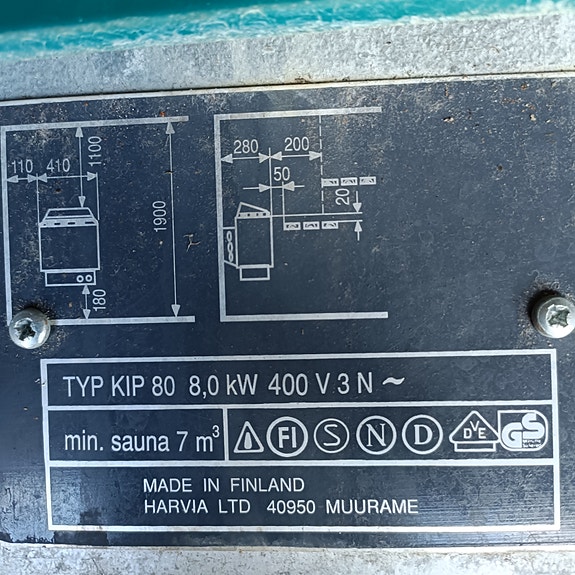 110 410 1100
1900
180
280 200
50
20
TYP KIP 80 8,0 kW 400 V 3 N ~
min. sauna 7 m³ FI S N D DVE GS
MADE IN FINLAND
HARVIA LTD 40950 MUURAME